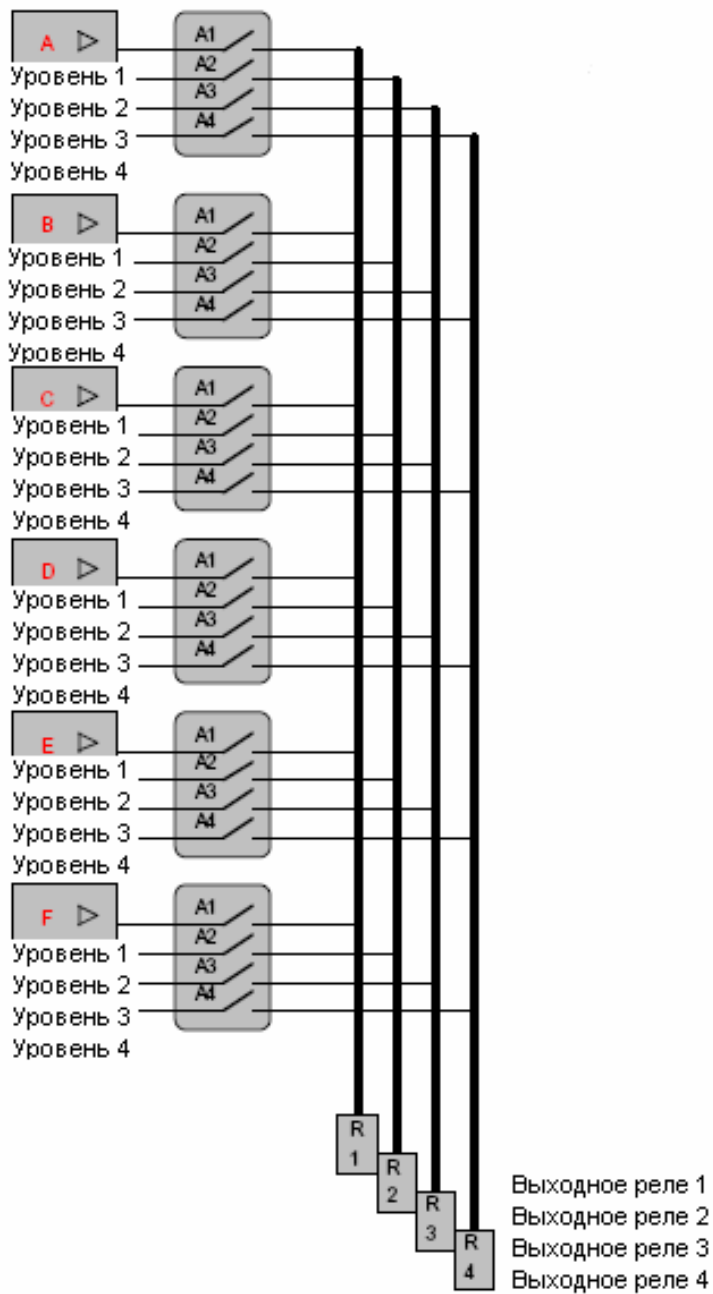 A
A1
Уровень 1
A2
Уровень 2
A3
Уровень 3
A4
Уровень 4
B
A1
Уровень 1
A2
Уровень 2
A3
Уровень 3
A4
Уровень 4
C
A1
Уровень 1
A2
Уровень 2
A3
Уровень 3
A4
Уровень 4
D
A1
Уровень 1
A2
Уровень 2
A3
Уровень 3
A4
Уровень 4
E
A1
Уровень 1
A2
Уровень 2
A3
Уровень 3
A4
Уровень 4
F
A1
Уровень 1
A2
Уровень 2
A3
Уровень 3
A4
Уровень 4
R
1
R
2
R
3
R
4
Выходное реле 1
Выходное реле 2
Выходное реле 3
Выходное реле 4